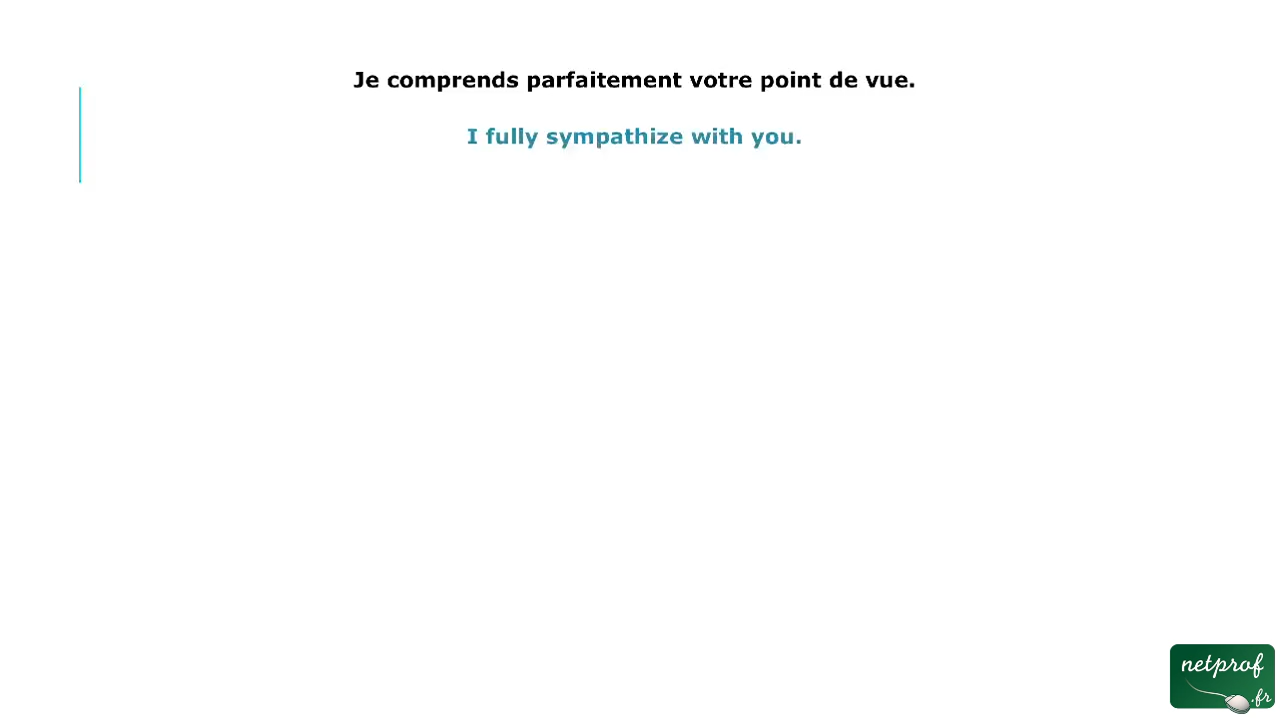 Je comprends parfaitement votre point de vue.
I fully sympathize with you.
netprof
.fr